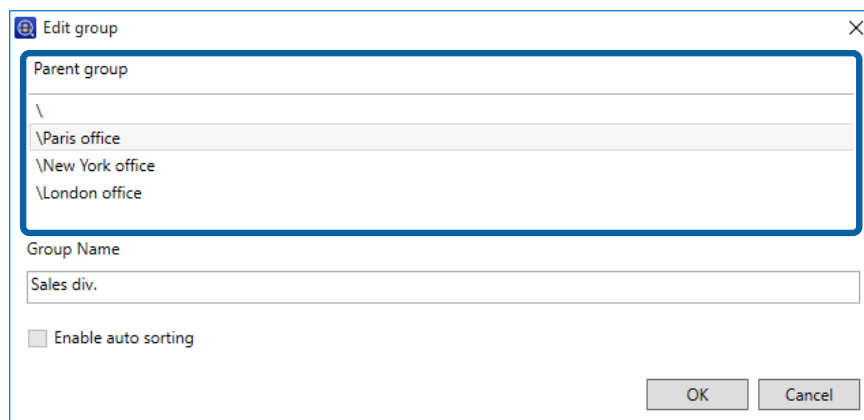 Edit group
Parent group
\
\Paris office
\New York office
\London office
Group Name
Sales div.
Enable auto sorting
OK Cancel